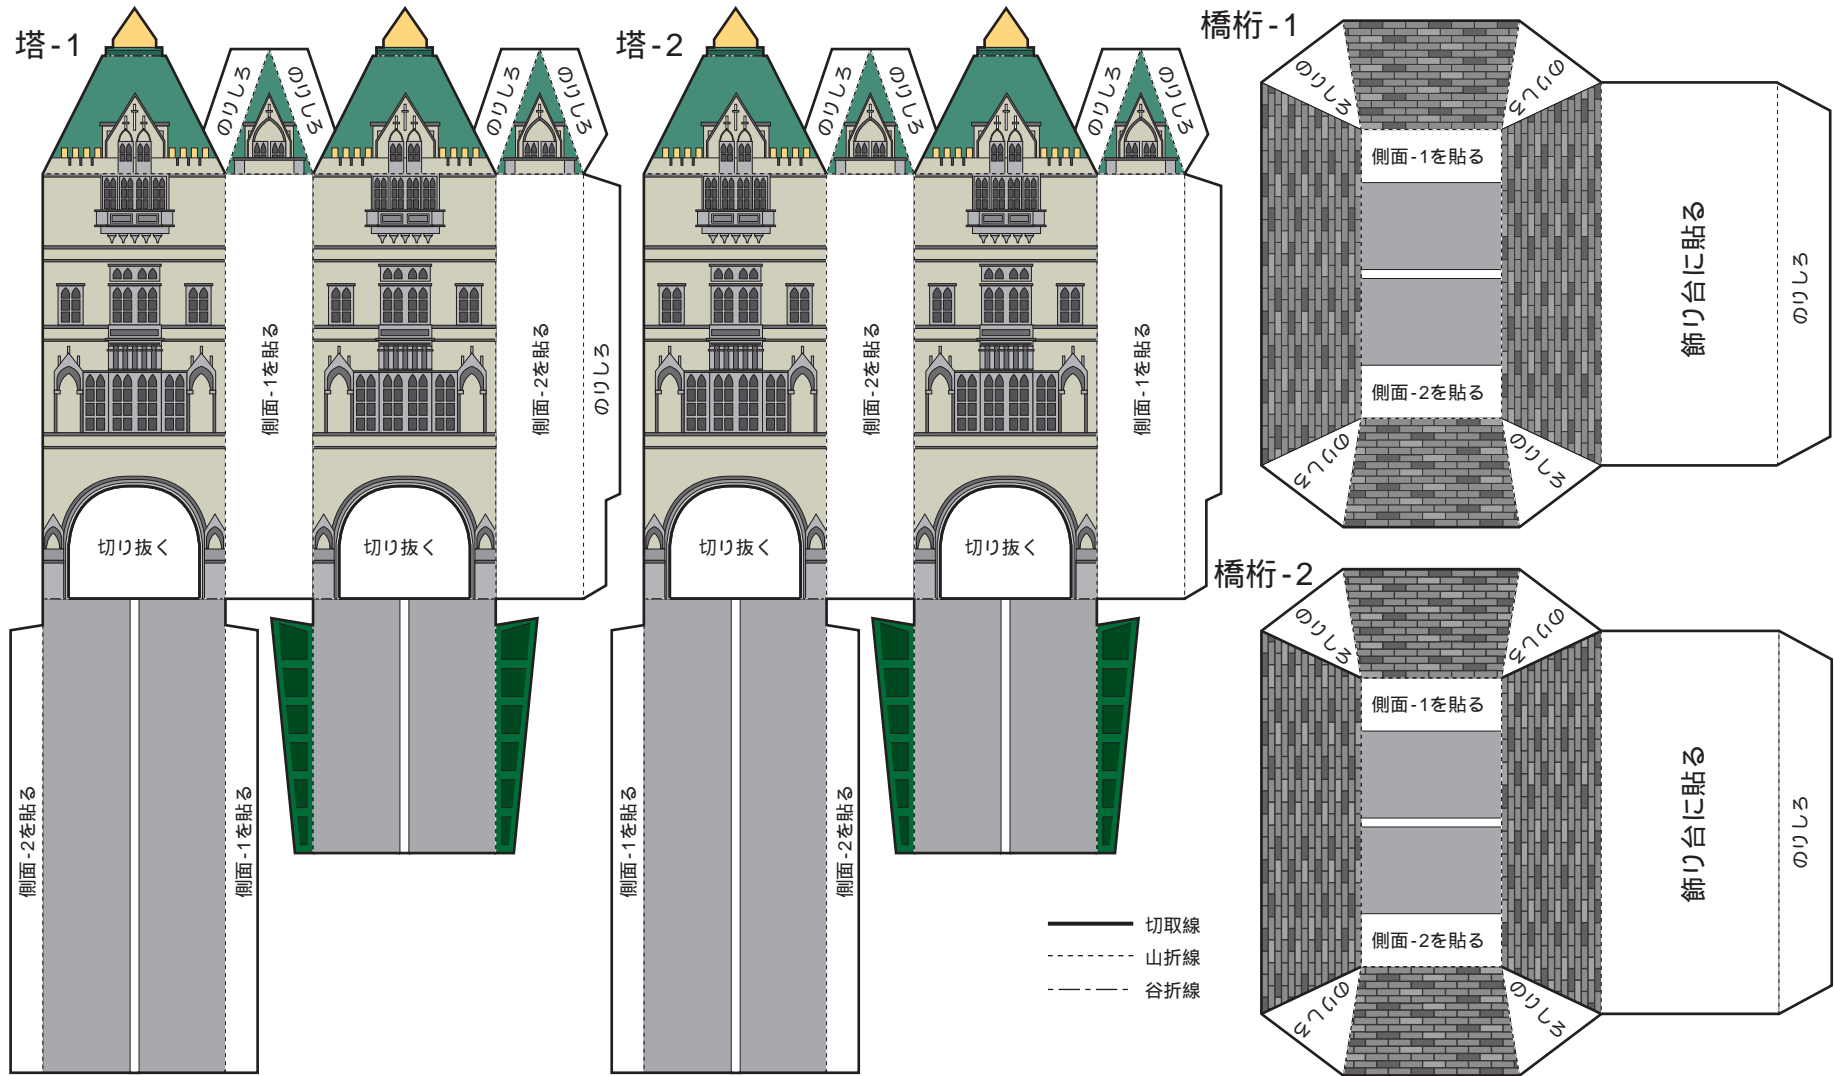 塔-1
のりしろ
のりしろ
のりしろ
のりしろ
側面-1を貼る
側面-2を貼る
のりしろ
切り抜く
切り抜く
側面-2を貼る
側面-1を貼る
塔-2
のりしろ
のりしろ
のりしろ
のりしろ
側面-2を貼る
側面-1を貼る
切り抜く
切り抜く
側面-1を貼る
側面-2を貼る
橋桁-1
のりしろ
のりしろ
側面-1を貼る
側面-2を貼る
のりしろ
のりしろ
飾り台に貼る
のりしろ
橋桁-2
のりしろ
のりしろ
側面-1を貼る
側面-2を貼る
のりしろ
のりしろ
飾り台に貼る
のりしろ
切取線
山折線
谷折線